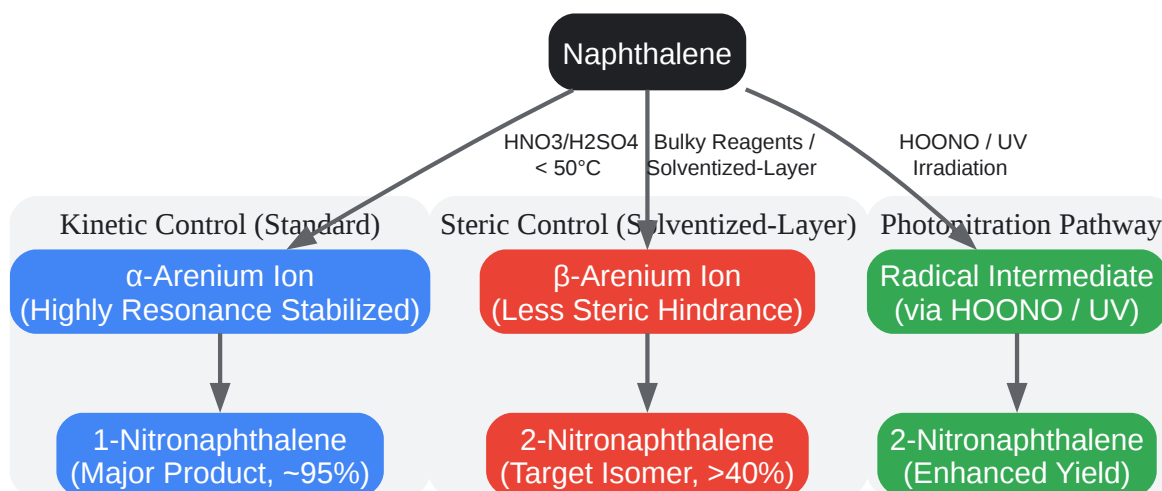 Naphthalene
HNO3/H2SO4
< 50°C
Bulky Reagents /
Solventized-Layer
HOONO / UV
Irradiation
Kinetic Control (Standard)
Steric Control (Solventized-Layer)
Photonitration Pathway
α-Arenium Ion
(Highly Resonance Stabilized)
β-Arenium Ion
(Less Steric Hindrance)
Radical Intermediate
(via HOONO / UV)
1-Nitronaphthalene
(Major Product, ~95%)
2-Nitronaphthalene
(Target Isomer, >40%)
2-Nitronaphthalene
(Enhanced Yield)